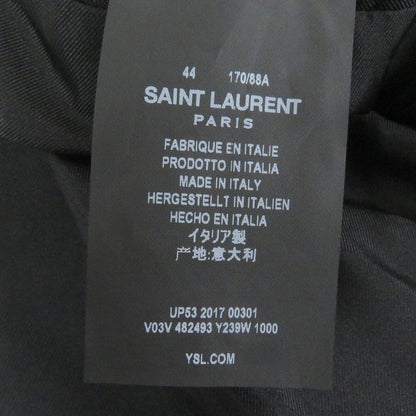 44 170/88A
SAINT LAURENT
PARIS
FABRIQUE EN ITALIE
PRODOTTO IN ITALIA
MADE IN ITALY
HERGESTELLT IN ITALIEN
HECHO EN ITALIA
イタリア製
产地:意大利
UP53 2017 00301
V03V 482493 Y239W 1000
YSL.COM